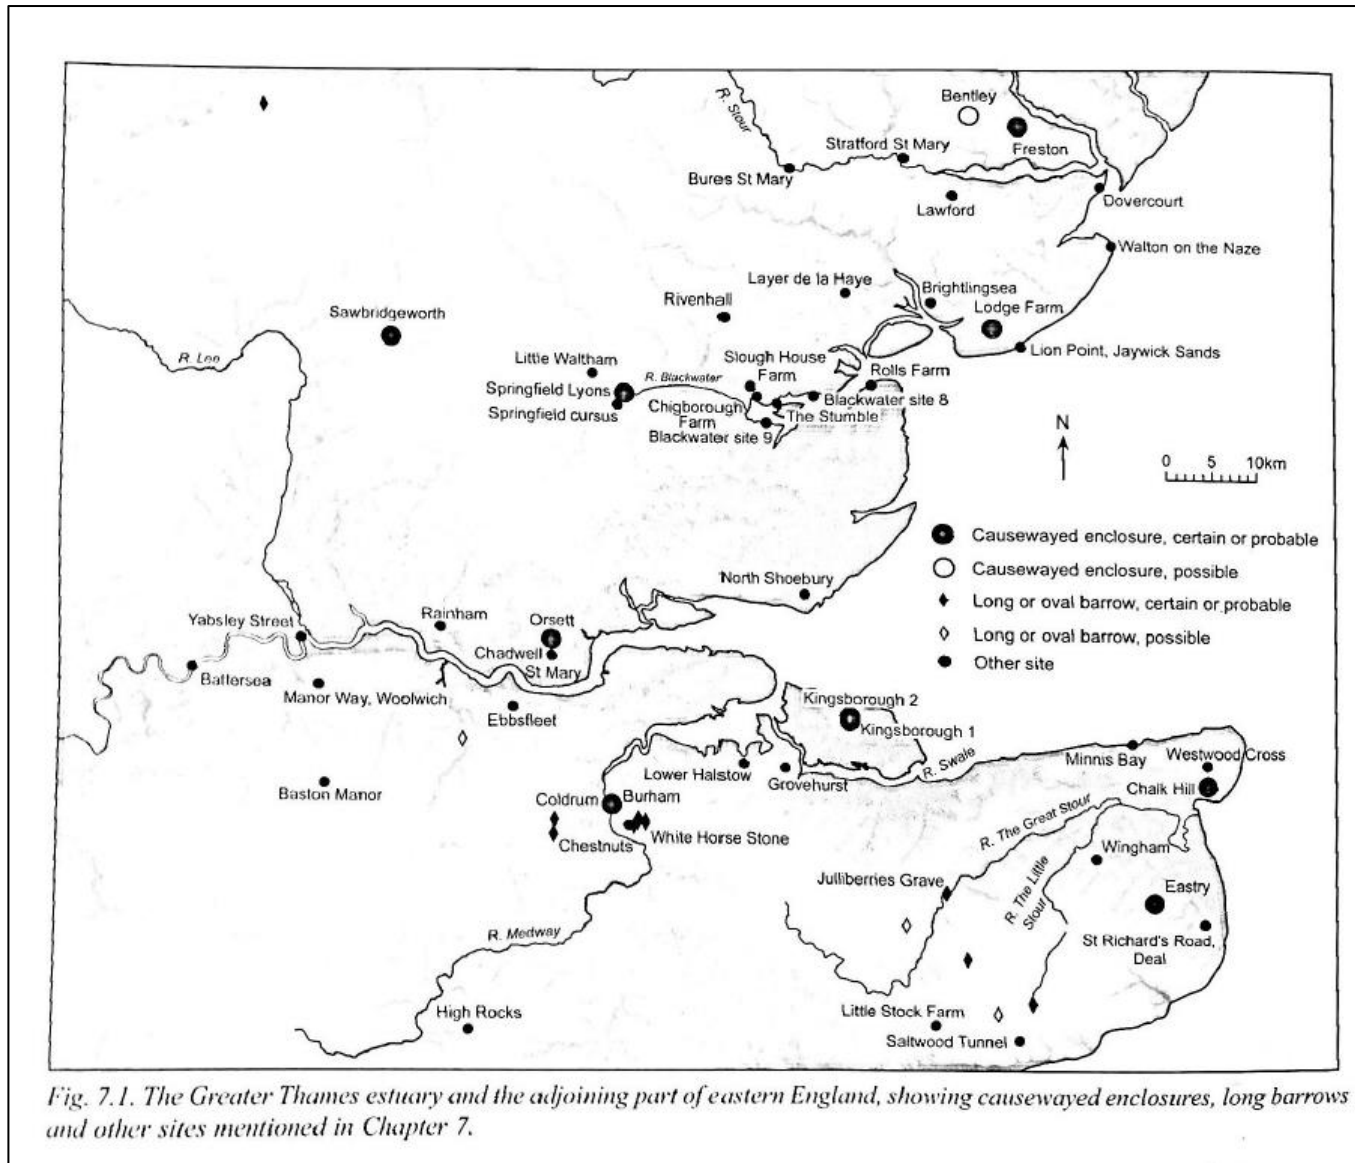 R. Stour
Bentley
Freston
Stratford St Mary
Bures St Mary
Lawford
Dovercourt
Walton on the Naze
Layer de la Haye
Brightlingsea
Lodge Farm
Rivenhall
Sawbridgeworth
R. Lee
Lion Point, Jaywick Sands
Little Waltham
Slough House
Farm
Rolls Farm
R. Blackwater
Springfield Lyons
Springfield cursus
Blackwater site 8
Chigborough
Farm
The Stumble
Blackwater site 9
N
0 5 10km
Causewayed enclosure, certain or probable
Causewayed enclosure, possible
Long or oval barrow, certain or probable
Long or oval barrow, possible
Other site
North Shoebury
Yabsley Street
Rainham
Orsett
Chadwell
St Mary
Battersea
Manor Way, Woolwich
Ebbsfleet
Kingsborough 2
Kingsborough 1
R. Swale
Minnis Bay
Westwood Cross
Chalk Hill
Lower Halstow
Grovehurst
Baston Manor
Coldrum
Burham
White Horse Stone
Chestnuts
R. The Great Stour
Wingham
Julliberries Grave
R. The Little
Stour
Eastry
St Richard's Road,
Deal
R. Medway
High Rocks
Little Stock Farm
Saltwood Tunnel
Fig. 7.1. The Greater Thames estuary and the adjoining part of eastern England, showing causewayed enclosures, long barrows
and other sites mentioned in Chapter 7.